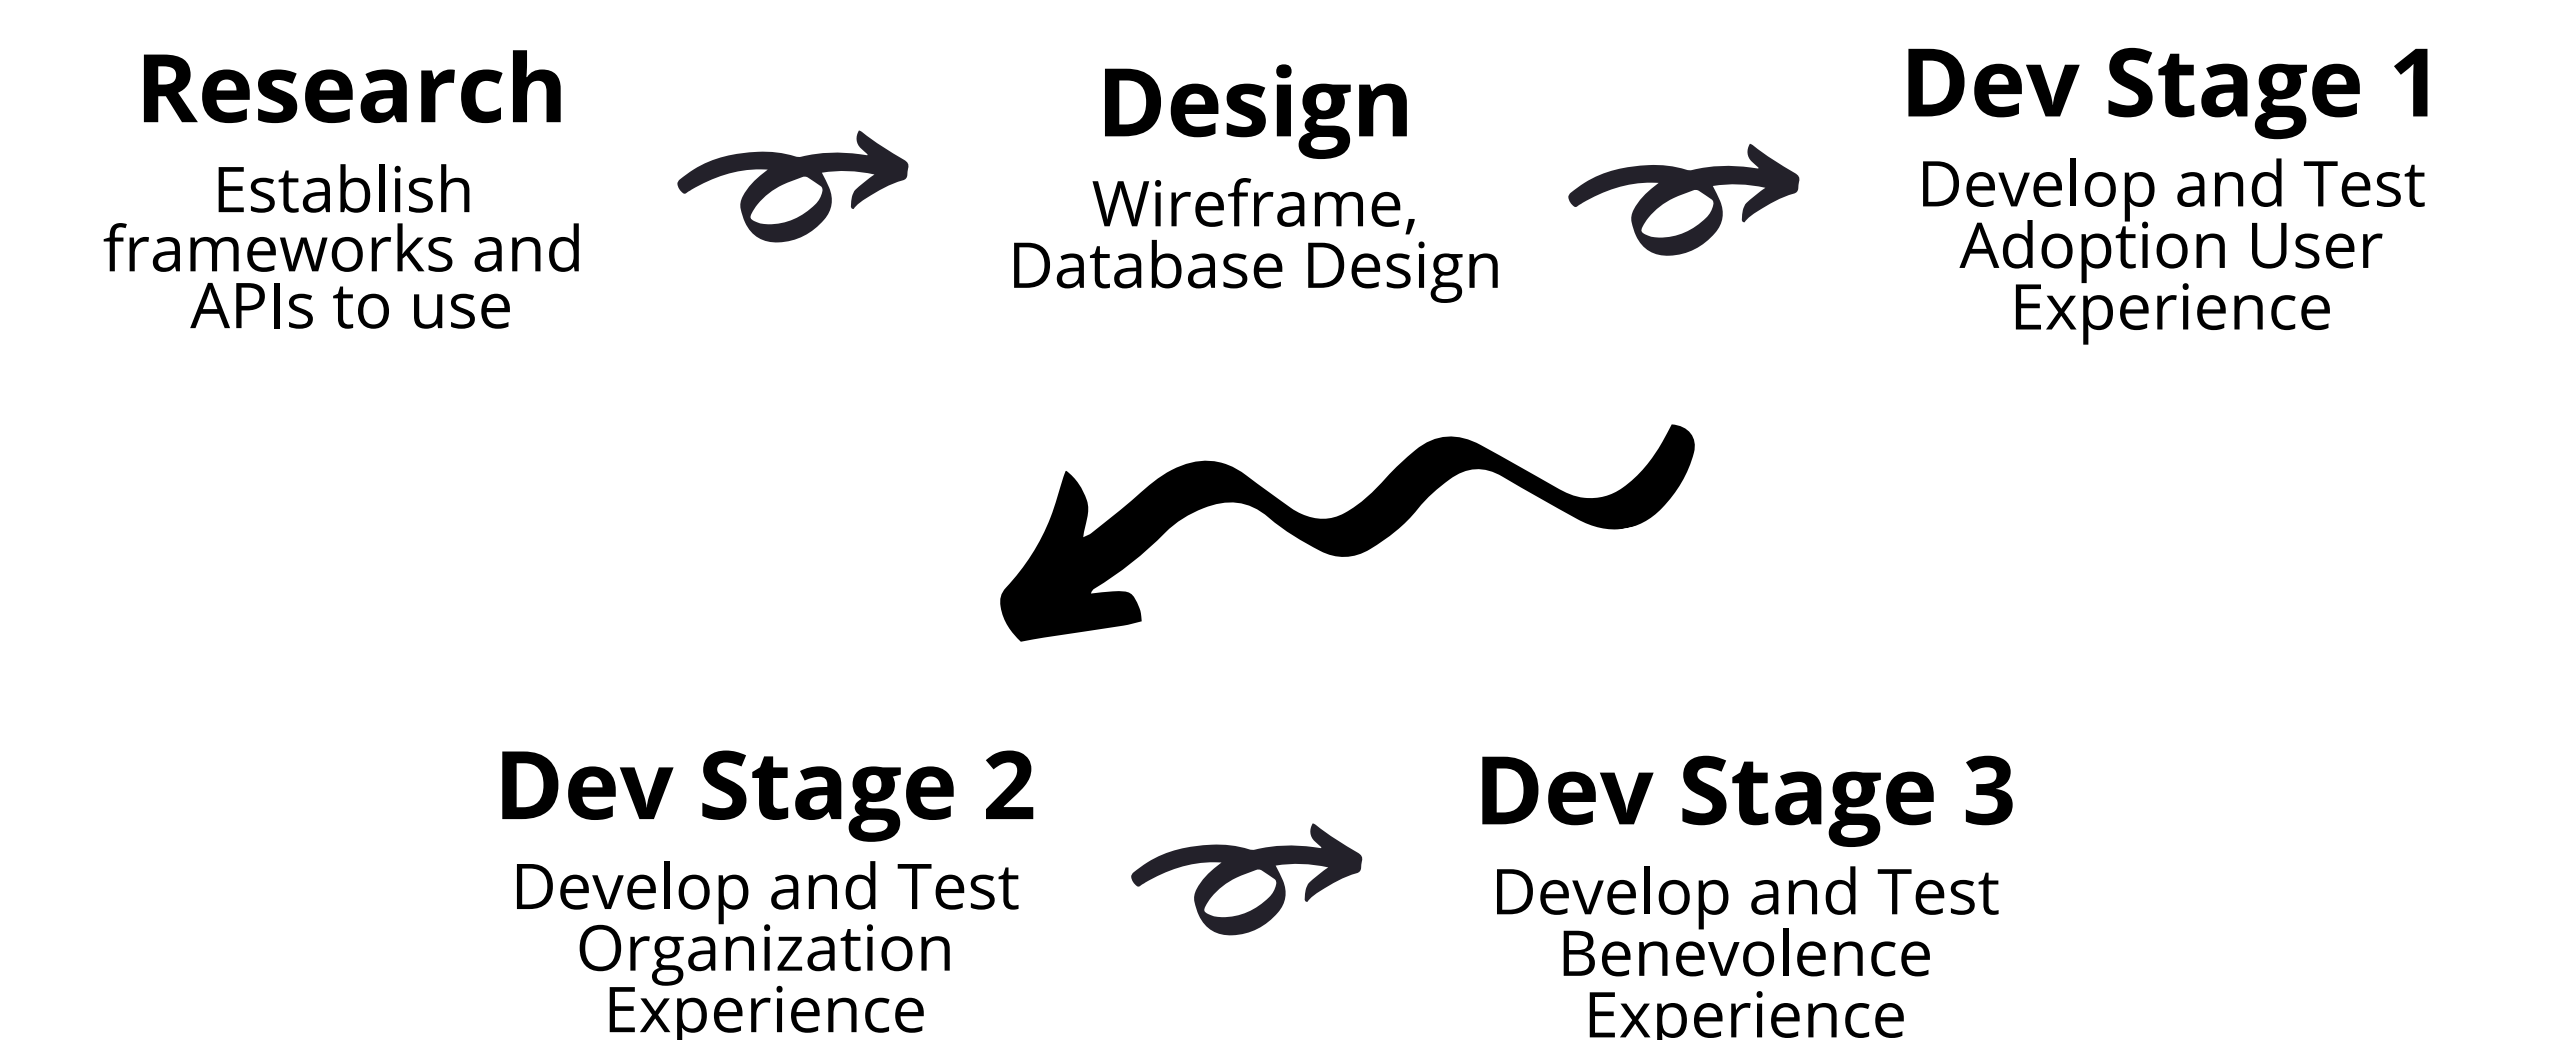 Research
Establish
frameworks and
APIs to use
Design
Wireframe,
Database Design
Dev Stage 1
Develop and Test
Adoption User
Experience
Dev Stage 2
Develop and Test
Organization
Experience
Dev Stage 3
Develop and Test
Benevolence
Experience